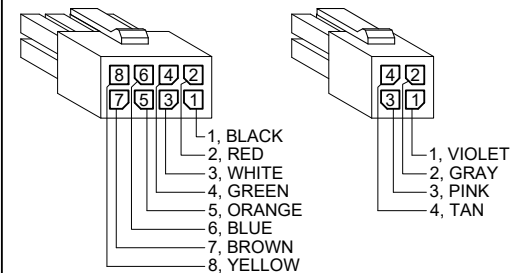 8 6 4 2
7 5 3 1
1, BLACK
2, RED
3, WHITE
4, GREEN
5, ORANGE
6, BLUE
7, BROWN
8, YELLOW
4 2
3 1
1, VIOLET
2, GRAY
3, PINK
4, TAN